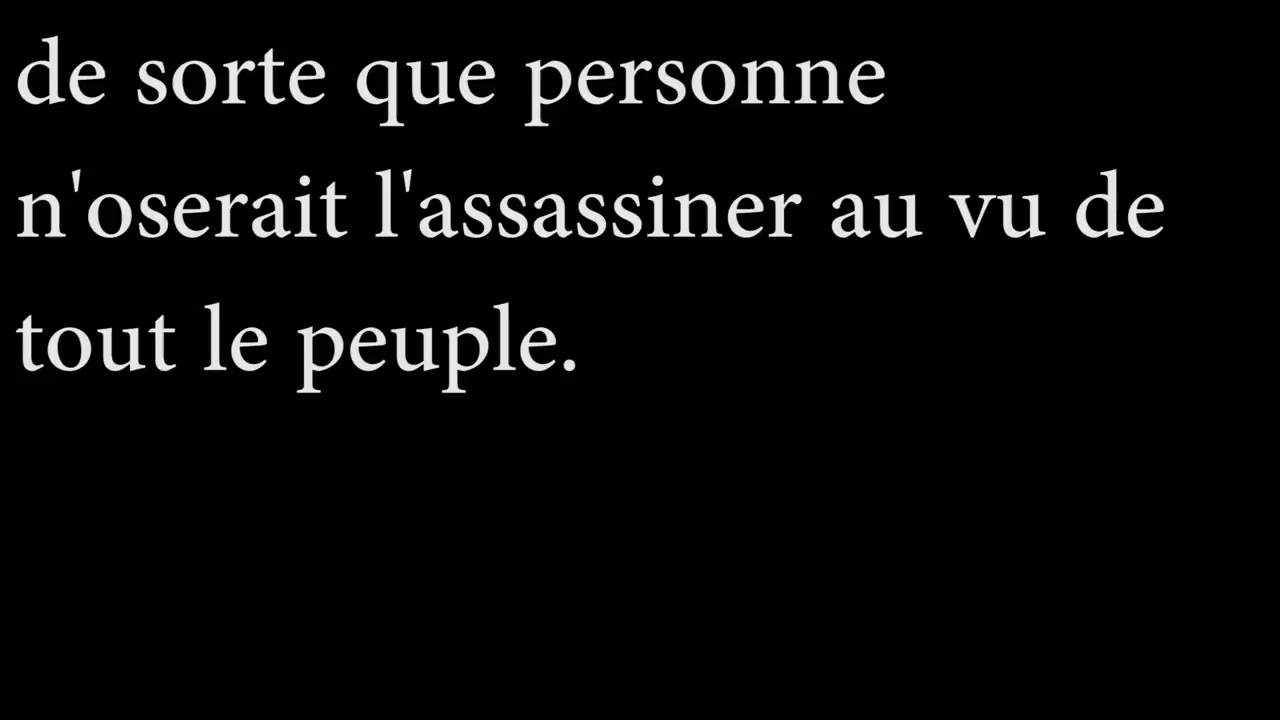 de sorte que personne
n'oserait l'assassiner au vu de
tout le peuple.